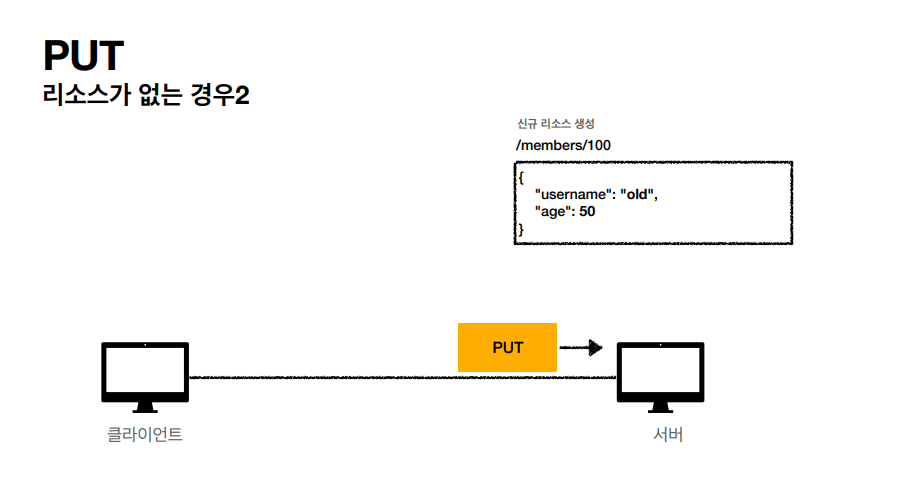 PUT
리소스가 없는 경우2
신규 리소스 생성
/members/100
{
"username": "old",
"age": 50
}
PUT
클라이언트
서버